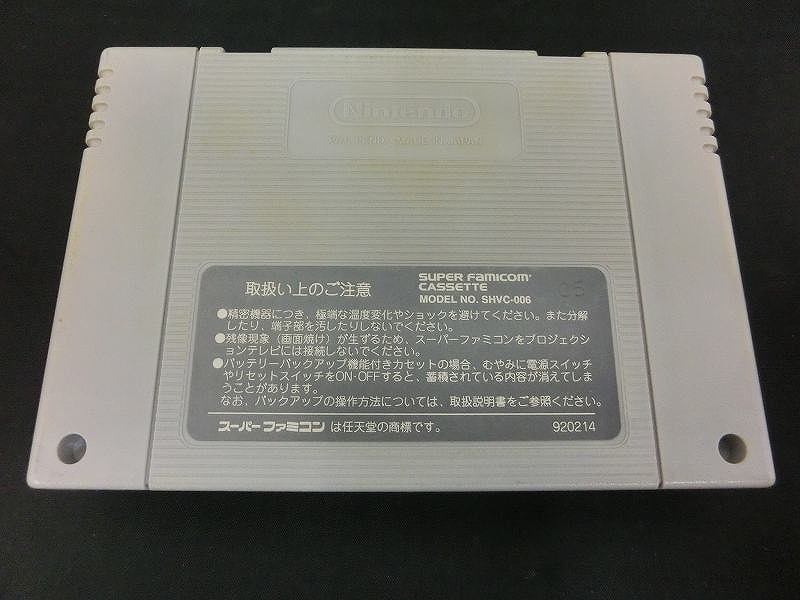 Nintendo
PAT. PEND. MADE IN JAPAN
取扱い上のご注意
SUPER FAMICOM
CASSETTE
MODEL NO. SHVC-006
05
●精密機器につき、極端な温度変化やショックを避けてください。また分解
したり、端子部を汚したりしないでください。
●残像現象（画面焼け）が生ずるため、スーパーファミコンをプロジェクシ
ョンテレビには接続しないでください。
●バッテリーバックアップ機能付きカセットの場合、むやみに電源スイッチ
やリセットスイッチをON-OFFすると、蓄積されている内容が消えてしま
うことがあります。
なお、バックアップの操作方法については、取扱説明書をご参照ください。
スーパーファミコン は任天堂の商標です。
920214